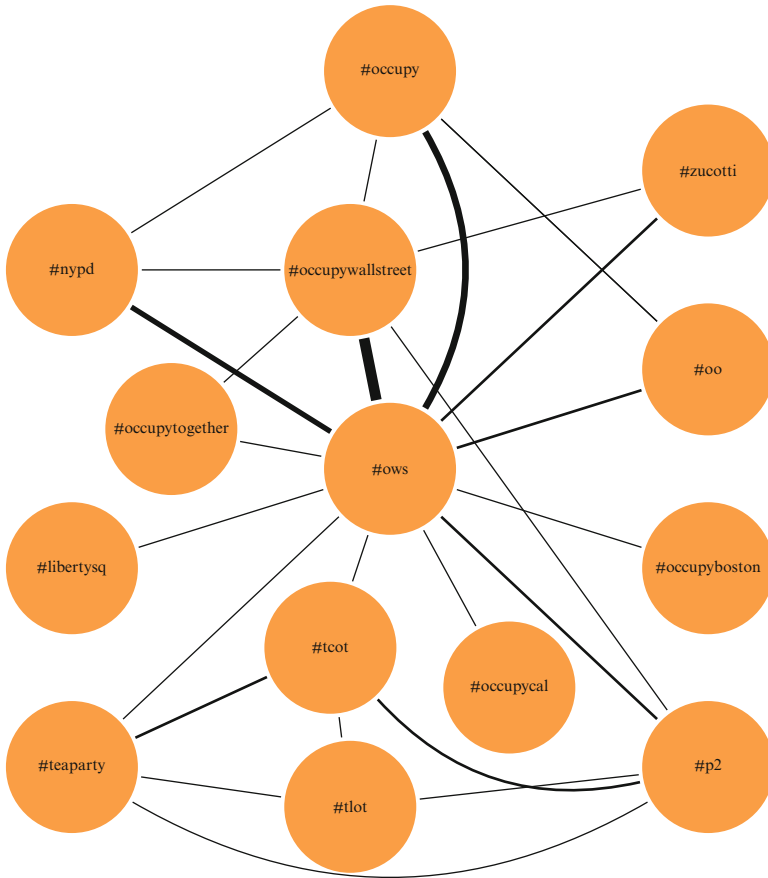 #occupy
#zucotti
#nypd
#occupywallstreet
#oo
#occupytogether
#ows
#libertysq
#occupyboston
#tcot
#occupycal
#teaparty
#p2
#tlot